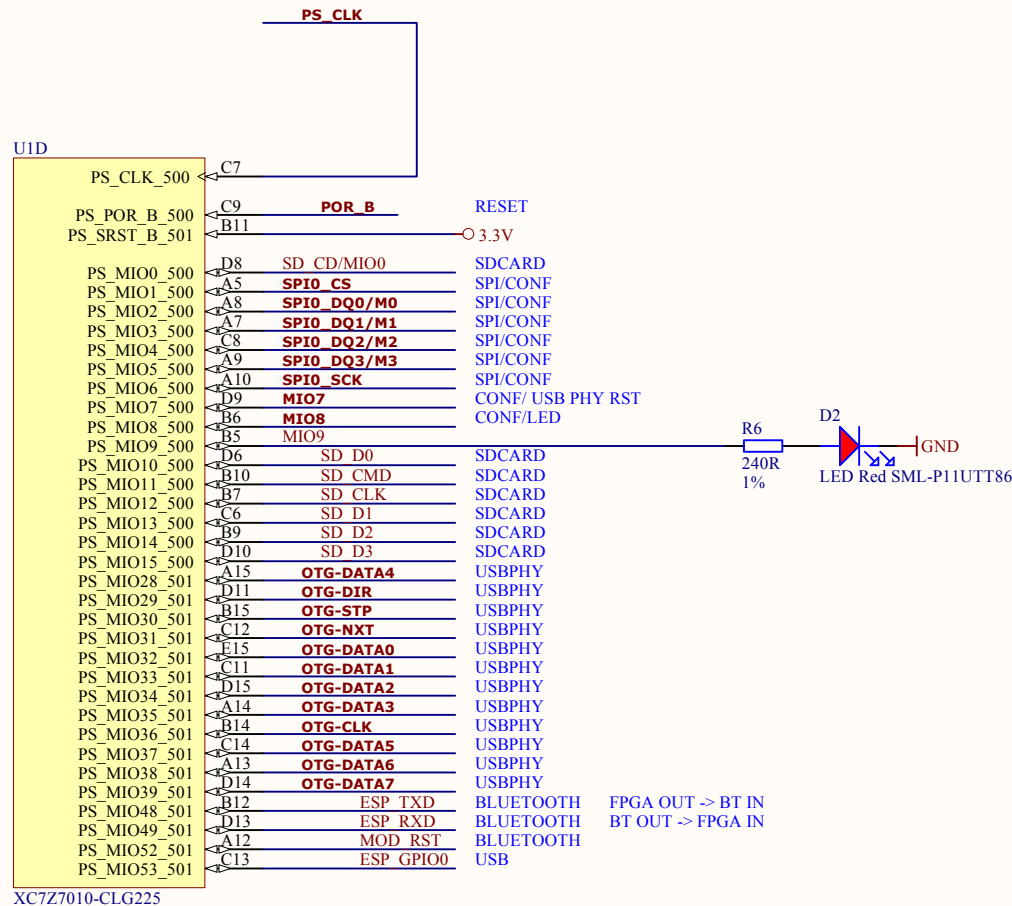 PS_CLK
U1D
PS_CLK_500 C7
PS_POR_B_500 C9 POR_B RESET
PS_SRST_B_501 B11 3.3V
PS_MIO0_500 D8 SD_CD/MIO0 SDCARD
PS_MIO1_500 A5 SPI0_CS SPI/CONF
PS_MIO2_500 A8 SPI0_DQ0/M0 SPI/CONF
PS_MIO3_500 A7 SPI0_DQ1/M1 SPI/CONF
PS_MIO4_500 C8 SPI0_DQ2/M2 SPI/CONF
PS_MIO5_500 A9 SPI0_DQ3/M3 SPI/CONF
PS_MIO6_500 A10 SPI0_SCK SPI/CONF
PS_MIO7_500 D9 MIO7 CONF/ USB PHY RST
PS_MIO8_500 B6 MIO8 CONF/LED
PS_MIO9_500 B5 MIO9 R6 240R 1% D2 LED Red SML-P11UTT86 GND
PS_MIO10_500 D6 SD_D0 SDCARD
PS_MIO11_500 B10 SD_CMD SDCARD
PS_MIO12_500 B7 SD_CLK SDCARD
PS_MIO13_500 C6 SD_D1 SDCARD
PS_MIO14_500 B9 SD_D2 SDCARD
PS_MIO15_500 D10 SD_D3 SDCARD
PS_MIO28_501 A15 OTG-DATA4 USBPHY
PS_MIO29_501 D11 OTG-DIR USBPHY
PS_MIO30_501 B15 OTG-STP USBPHY
PS_MIO31_501 C12 OTG-NXT USBPHY
PS_MIO32_501 E15 OTG-DATA0 USBPHY
PS_MIO33_501 C11 OTG-DATA1 USBPHY
PS_MIO34_501 D15 OTG-DATA2 USBPHY
PS_MIO35_501 A14 OTG-DATA3 USBPHY
PS_MIO36_501 B14 OTG-CLK USBPHY
PS_MIO37_501 C14 OTG-DATA5 USBPHY
PS_MIO38_501 A13 OTG-DATA6 USBPHY
PS_MIO39_501 D14 OTG-DATA7 USBPHY
PS_MIO48_501 B12 ESP_TXD BLUETOOTH FPGA OUT -> BT IN
PS_MIO49_501 D13 ESP_RXD BLUETOOTH BT OUT -> FPGA IN
PS_MIO52_501 A12 MOD_RST BLUETOOTH
PS_MIO53_501 C13 ESP_GPIO0 USB
XC7Z7010-CLG225